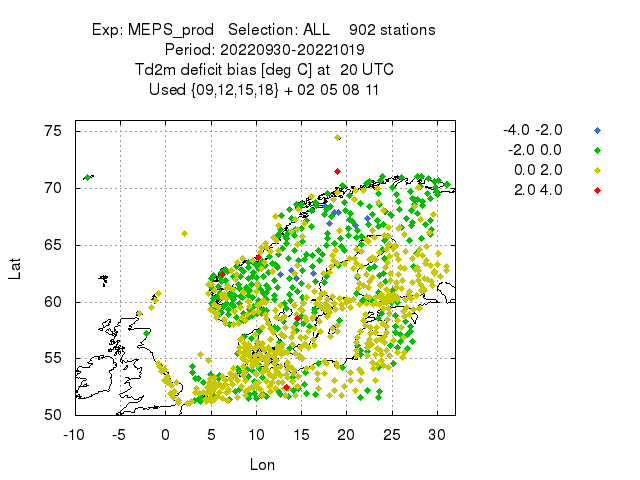 Exp: MEPS_prod   Selection: ALL    902 stations
Period: 20220930-20221019
Td2m deficit bias [deg C] at  20 UTC
Used {09,12,15,18} + 02 05 08 11
-4.0 -2.0
-2.0 0.0
0.0 2.0
2.0 4.0
75
70
65
60
55
50
Lat
-10 -5 0 5 10 15 20 25 30
Lon